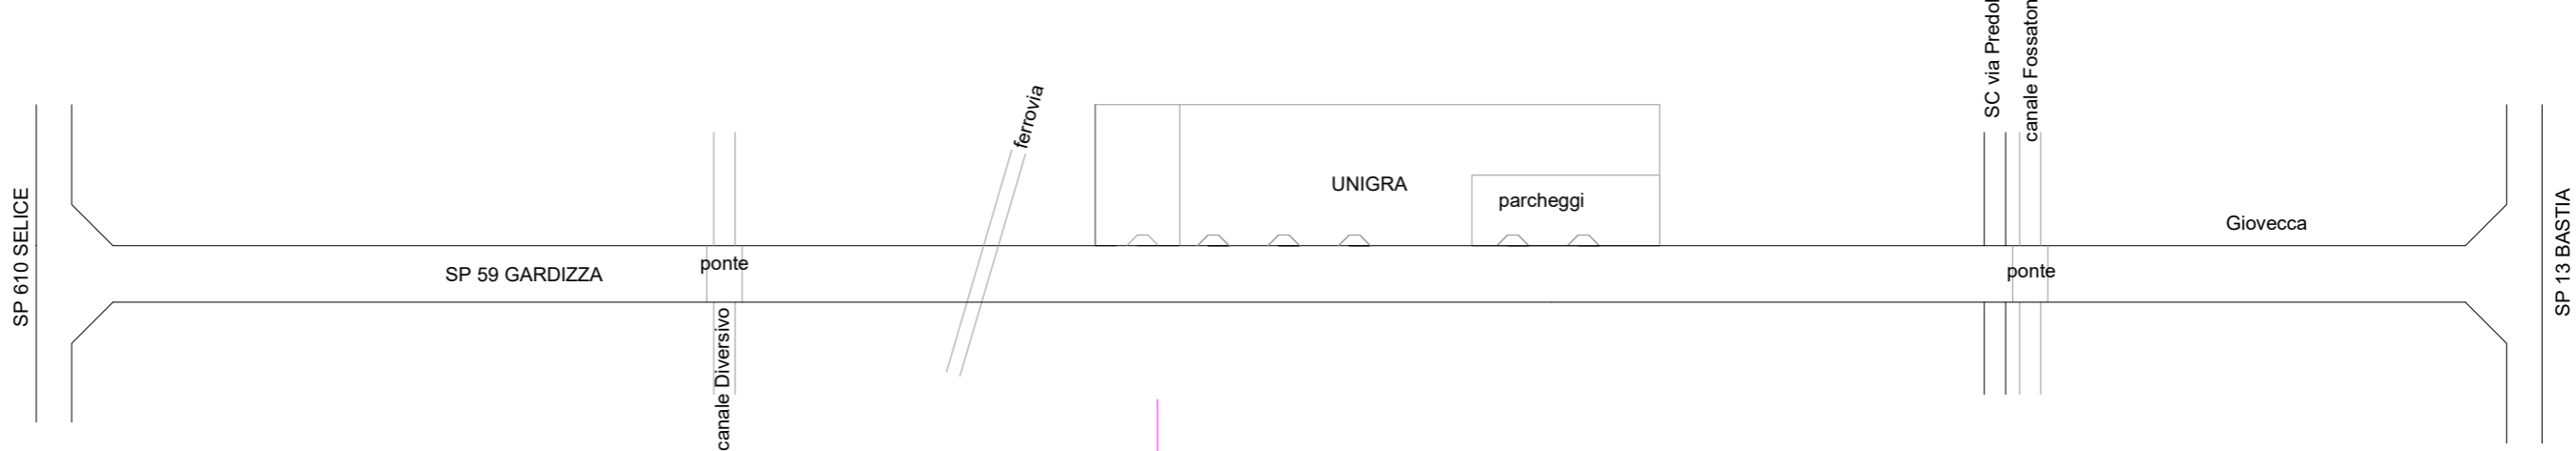 SP 610 SELICE
SP 59 GARDIZZA
ponte
canale Diversivo
ferrovia
UNIGRA
parcheggi
SC via Predol
canale Fossaton
ponte
Giovecca
SP 13 BASTIA